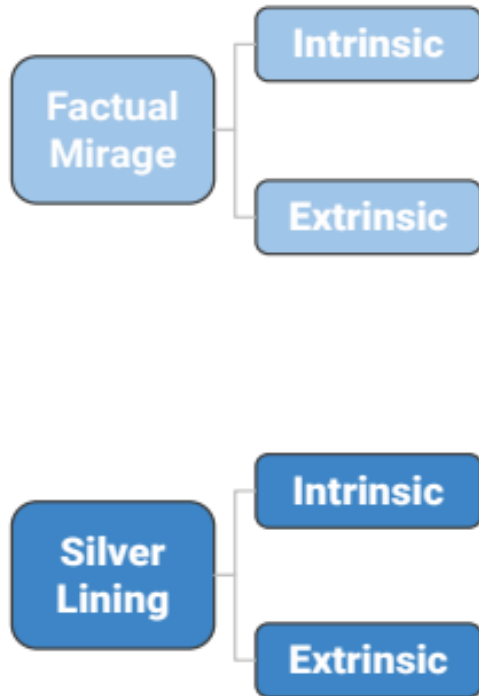 Intrinsic
Factual
Mirage
Extrinsic
Intrinsic
Silver
Lining
Extrinsic